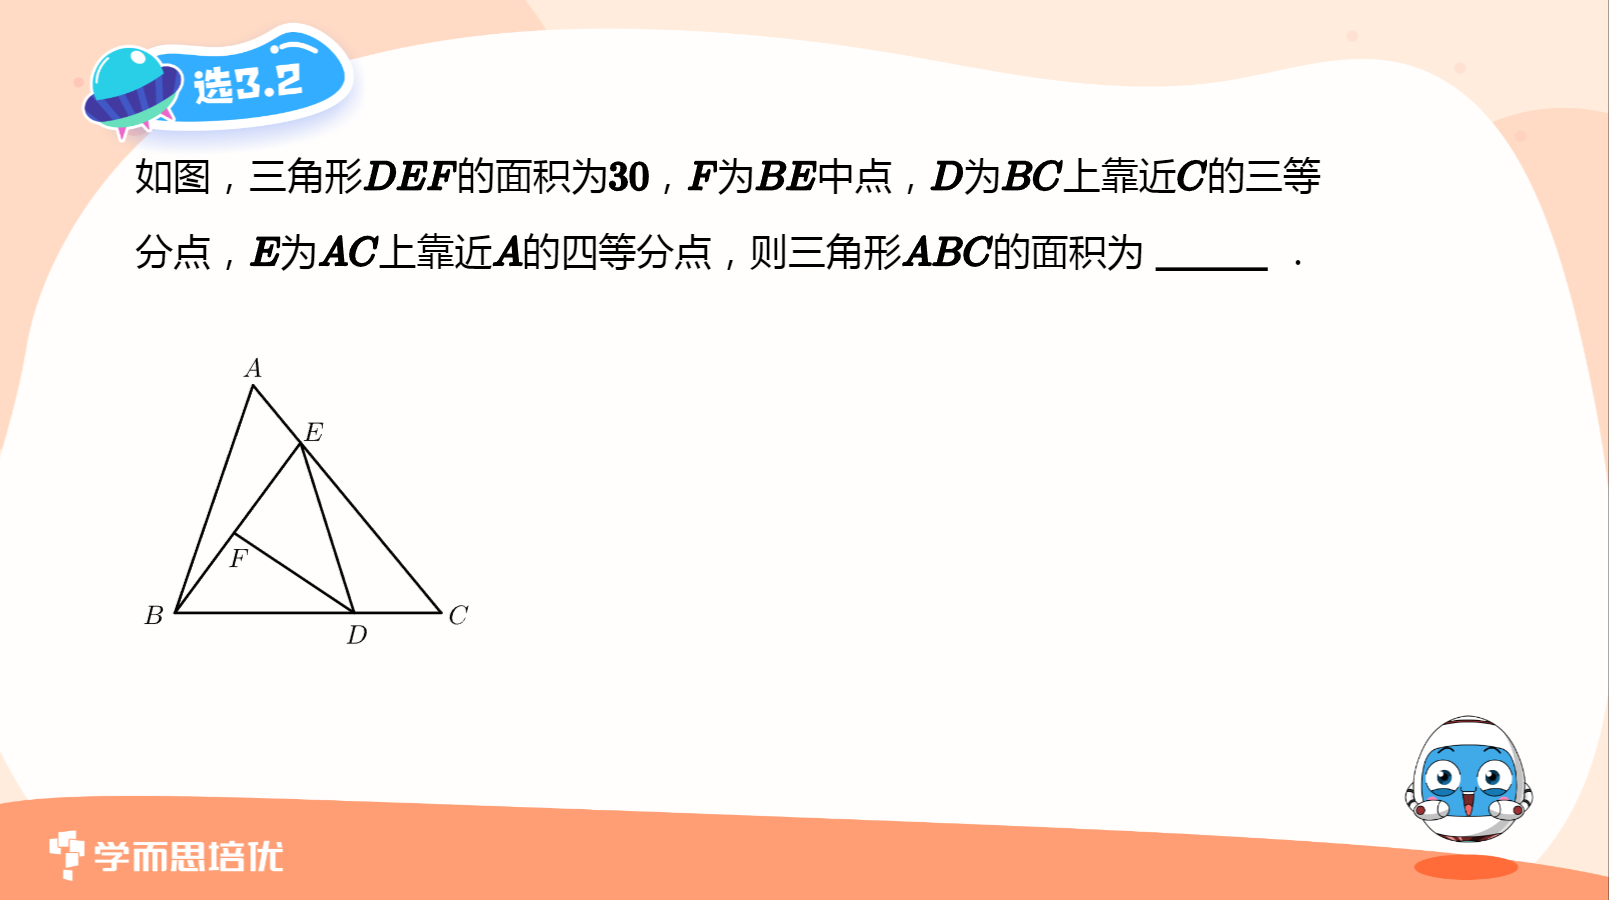 选3.2
如图，三角形DEF的面积为30，F为BE中点，D为BC上靠近C的三等
分点，E为AC上靠近A的四等分点，则三角形ABC的面积为 ______ ．
A
E
F
B
C
D
学而思培优